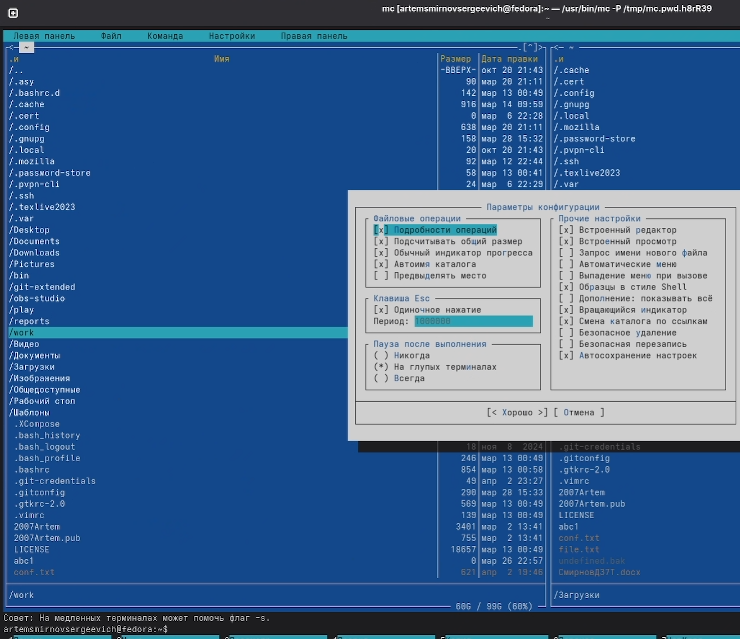 mc [artemsmirnovsergeevich@fedora]:~ — /usr/bin/mc -P /tmp/mc.pwd.h8rR39
Левая панель Файл Команда Настройки Правая панель
<- ~ .[^]> <- ~
.и Имя Размер Дата правки .и
/.. -ВВЕРХ- окт 20 21:43 /.cache
/.asy 90 мар 20 21:11 /.cert
/.bashrc.d 142 мар 13 00:49 /.config
/.cache 916 мар 14 09:59 /.gnupg
/.cert 0 мар 6 22:28 /.local
/.config 638 мар 20 21:11 /.mozilla
/.gnupg 158 мар 28 15:32 /.password-store
/.local 20 окт 20 21:43 /.pvpn-cli
/.mozilla 92 мар 12 22:44 /.ssh
/.password-store 58 мар 13 00:41 /.texlive2023
/.pvpn-cli 24 мар 6 22:29 /.var
/.ssh
/.texlive2023
/.var
/Desktop
/Documents
/Downloads
/Pictures
/bin
/git-extended
/obs-studio
/play
/reports
/work
/Видео
/Документы
/Загрузки
/Изображения
/Общедоступные
/Рабочий стол
/Шаблоны
Параметры конфигурации
Файловые операции
[x] Подробности операций
[x] Подсчитывать общий размер
[x] Обычный индикатор прогресса
[x] Автоимя каталога
[ ] Предвыделять место
Клавиша Esc
[x] Одиночное нажатие
Период: 1000000
Пауза после выполнения
( ) Никогда
(*) На глупых терминалах
( ) Всегда
Прочие настройки
[x] Встроенный редактор
[x] Встроенный просмотр
[ ] Запрос имени нового файла
[ ] Автоматические меню
[ ] Выпадение меню при вызове
[x] Образцы в стиле Shell
[ ] Дополнение: показывать всё
[x] Вращающийся индикатор
[x] Смена каталога по ссылкам
[ ] Безопасное удаление
[ ] Безопасная перезапись
[x] Автосохранение настроек
[< Хорошо >] [ Отмена ]
.XCompose
.bash_history
.bash_logout 18 ноя 8 2024 .git-credentials
.bash_profile 246 мар 13 00:49 .gitconfig
.bashrc 854 мар 13 00:58 .gtkrc-2.0
.git-credentials 49 апр 2 23:27 .vimrc
.gitconfig 290 мар 28 15:33 2007Artem
.gtkrc-2.0 569 мар 13 00:49 2007Artem.pub
.vimrc 139 мар 13 00:49 LICENSE
2007Artem 3401 мар 2 13:41 abc1
2007Artem.pub 755 мар 2 13:41 conf.txt
LICENSE 18657 мар 13 00:49 file.txt
abc1 0 мар 26 22:57 undefined.bak
conf.txt 621 апр 2 19:46 СмирновДЗ7Т.docx
/work /Загрузки
60G / 99G (60%)
Совет: На медленных терминалах может помочь флаг -s.
artemsmirnovsergeevich@fedora:~$